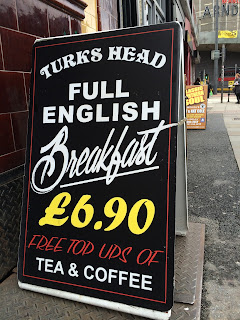 TURKS HEAD
FULL
ENGLISH
Breakfast
£6.90
FREE TOP UPS OF
TEA & COFFEE